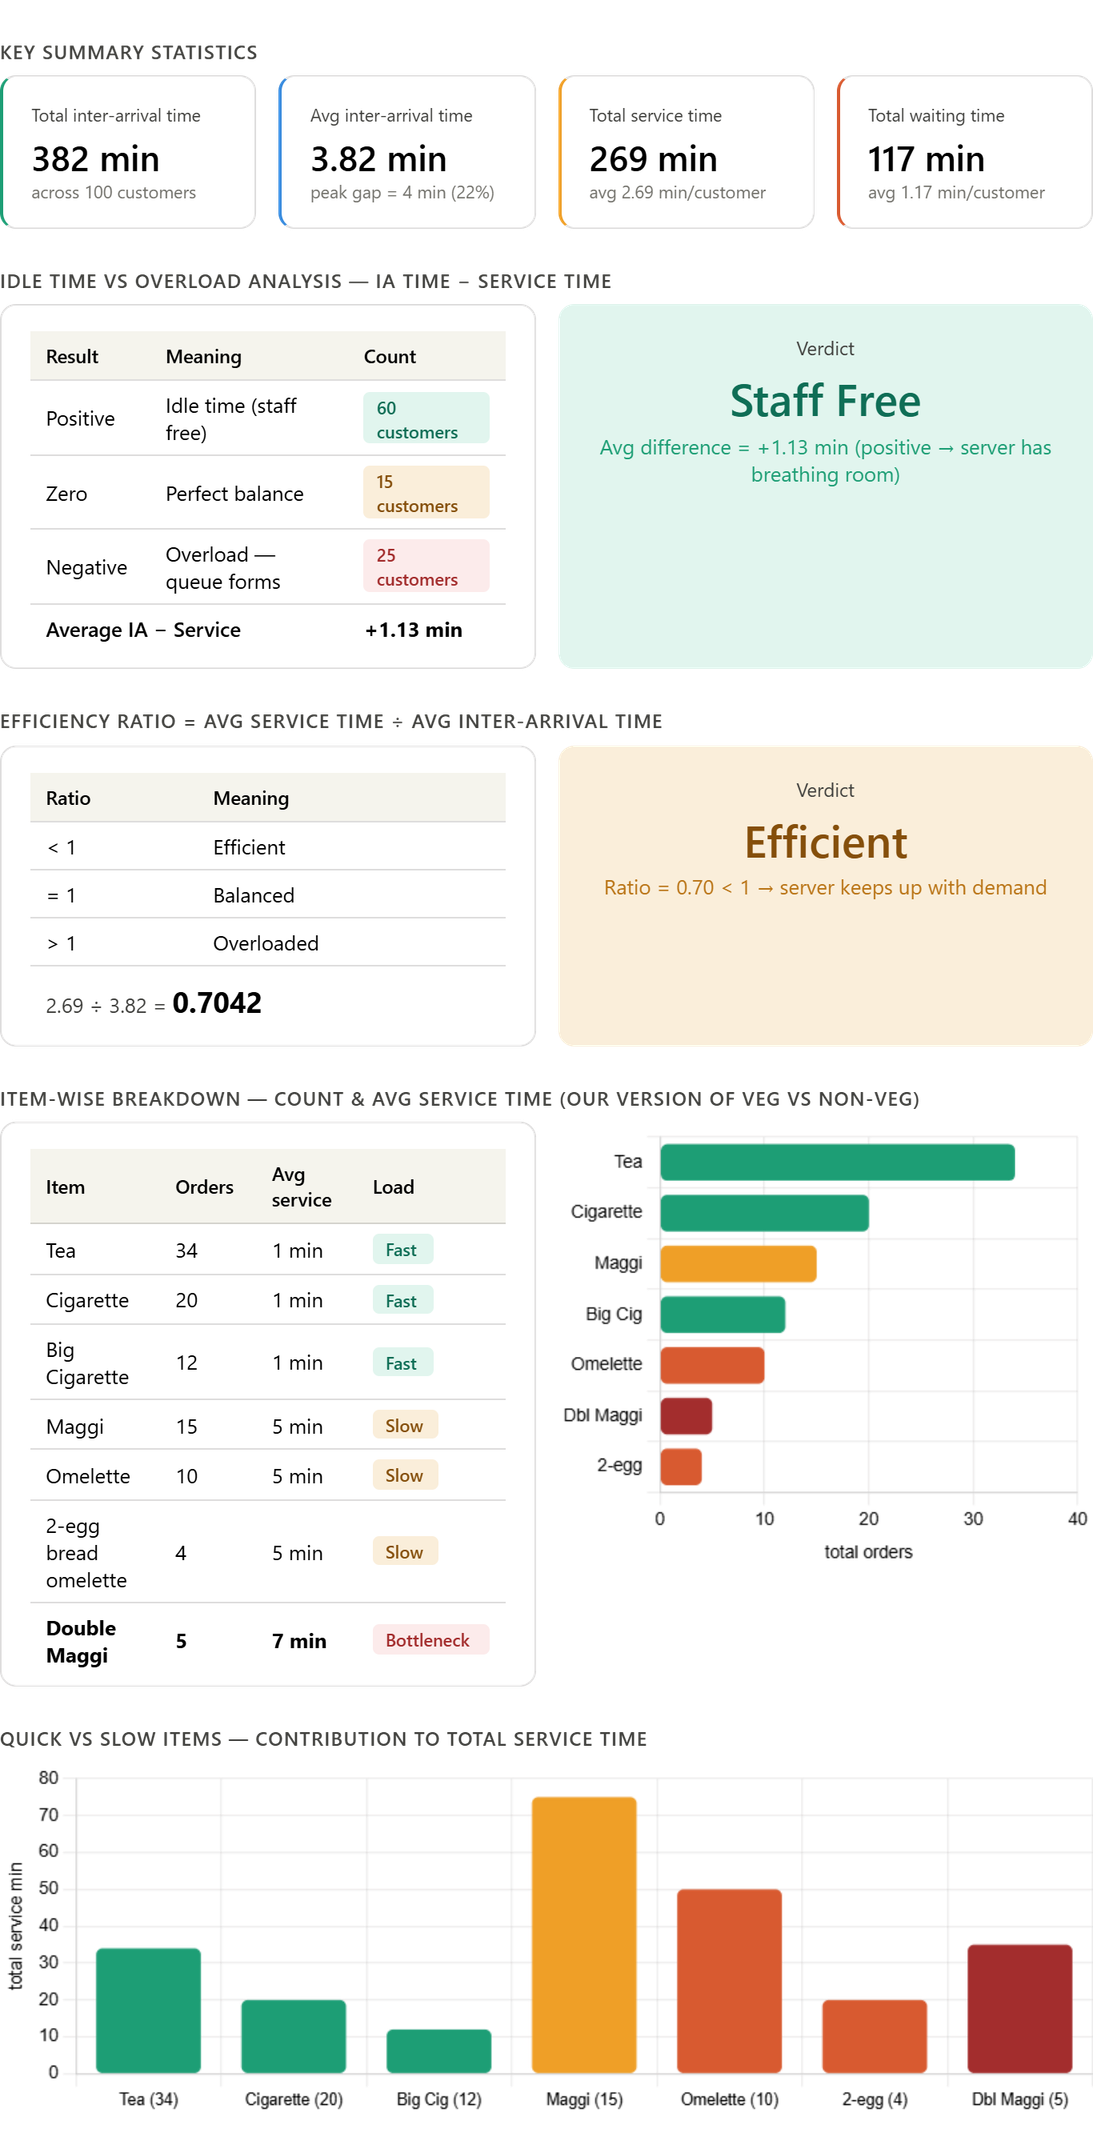 KEY SUMMARY STATISTICS
Total inter-arrival time
382 min
across 100 customers
Avg inter-arrival time
3.82 min
peak gap = 4 min (22%)
Total service time
269 min
avg 2.69 min/customer
Total waiting time
117 min
avg 1.17 min/customer
IDLE TIME VS OVERLOAD ANALYSIS — IA TIME − SERVICE TIME
Result Meaning Count
Positive Idle time (staff free) 60 customers
Zero Perfect balance 15 customers
Negative Overload — queue forms 25 customers
Average IA − Service +1.13 min
Verdict
Staff Free
Avg difference = +1.13 min (positive → server has
breathing room)
EFFICIENCY RATIO = AVG SERVICE TIME ÷ AVG INTER-ARRIVAL TIME
Ratio Meaning
< 1 Efficient
= 1 Balanced
> 1 Overloaded
2.69 ÷ 3.82 = 0.7042
Verdict
Efficient
Ratio = 0.70 < 1 → server keeps up with demand
ITEM-WISE BREAKDOWN — COUNT & AVG SERVICE TIME (OUR VERSION OF VEG VS NON-VEG)
Item Orders Avg service Load
Tea 34 1 min Fast
Cigarette 20 1 min Fast
Big Cigarette 12 1 min Fast
Maggi 15 5 min Slow
Omelette 10 5 min Slow
2-egg bread omelette 4 5 min Slow
Double Maggi 5 7 min Bottleneck
Tea
Cigarette
Maggi
Big Cig
Omelette
Dbl Maggi
2-egg
0 10 20 30 40
total orders
QUICK VS SLOW ITEMS — CONTRIBUTION TO TOTAL SERVICE TIME
total service min
80
70
60
50
40
30
20
10
0
Tea (34) Cigarette (20) Big Cig (12) Maggi (15) Omelette (10) 2-egg (4) Dbl Maggi (5)